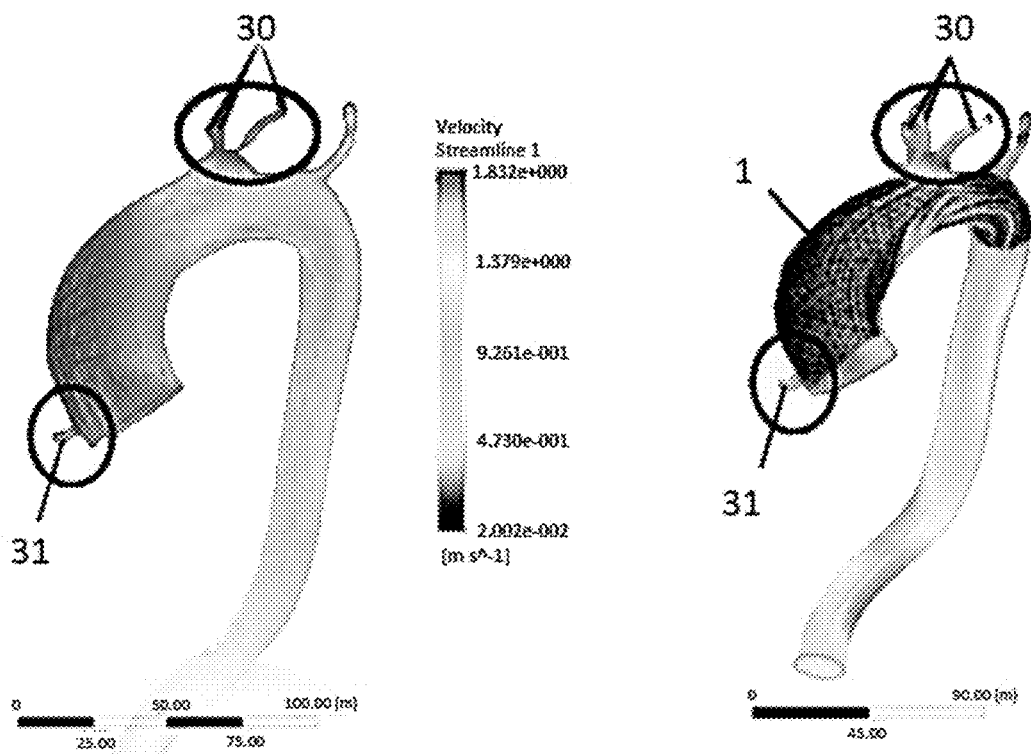 30
30
Velocity
Streamline 1
1.832e+000
1
1.379e+000
9.261e-001
4.730e-001
31
31
2.002e-002
[m s^-1]
0 50.00 100.00 (m)
25.00 75.00
0 90.00 (m)
45.00